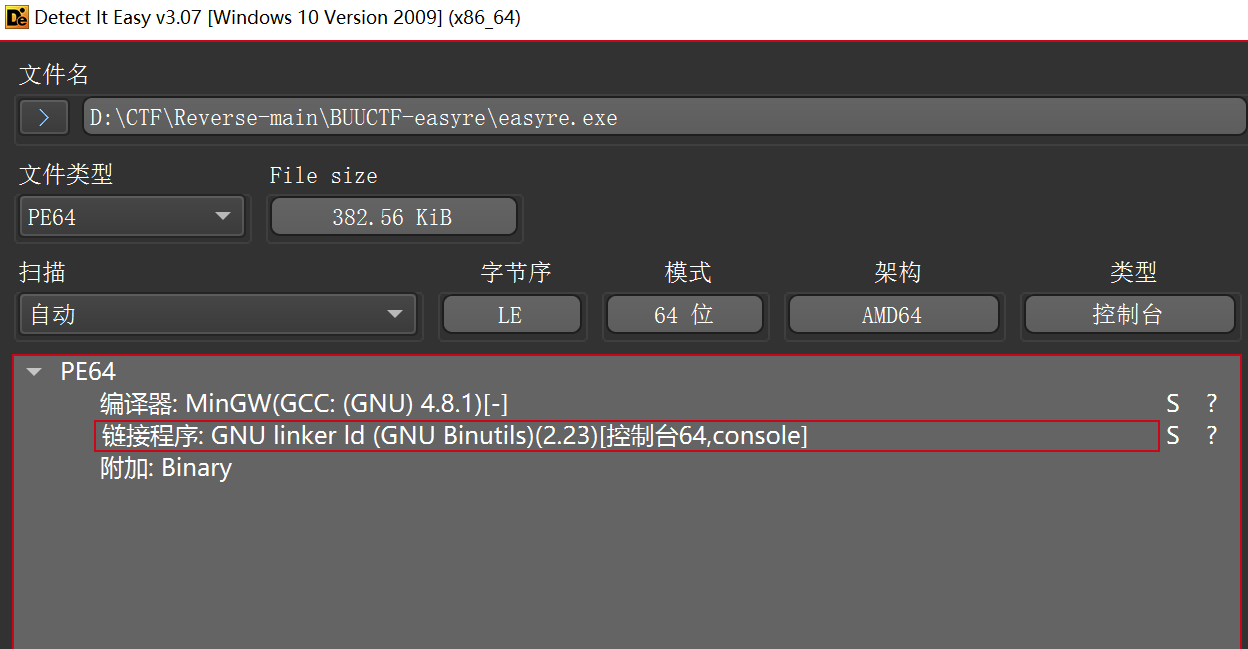 Detect It Easy v3.07 [Windows 10 Version 2009] (x86_64)
文件名
D:\CTF\Reverse-main\BUUCTF-easyre\easyre.exe
文件类型 File size
PE64 382.56 KiB
扫描 字节序 模式 架构 类型
自动 LE 64 位 AMD64 控制台
PE64
编译器: MinGW(GCC: (GNU) 4.8.1)[-] S ?
链接程序: GNU linker ld (GNU Binutils)(2.23)[控制台64,console] S ?
附加: Binary